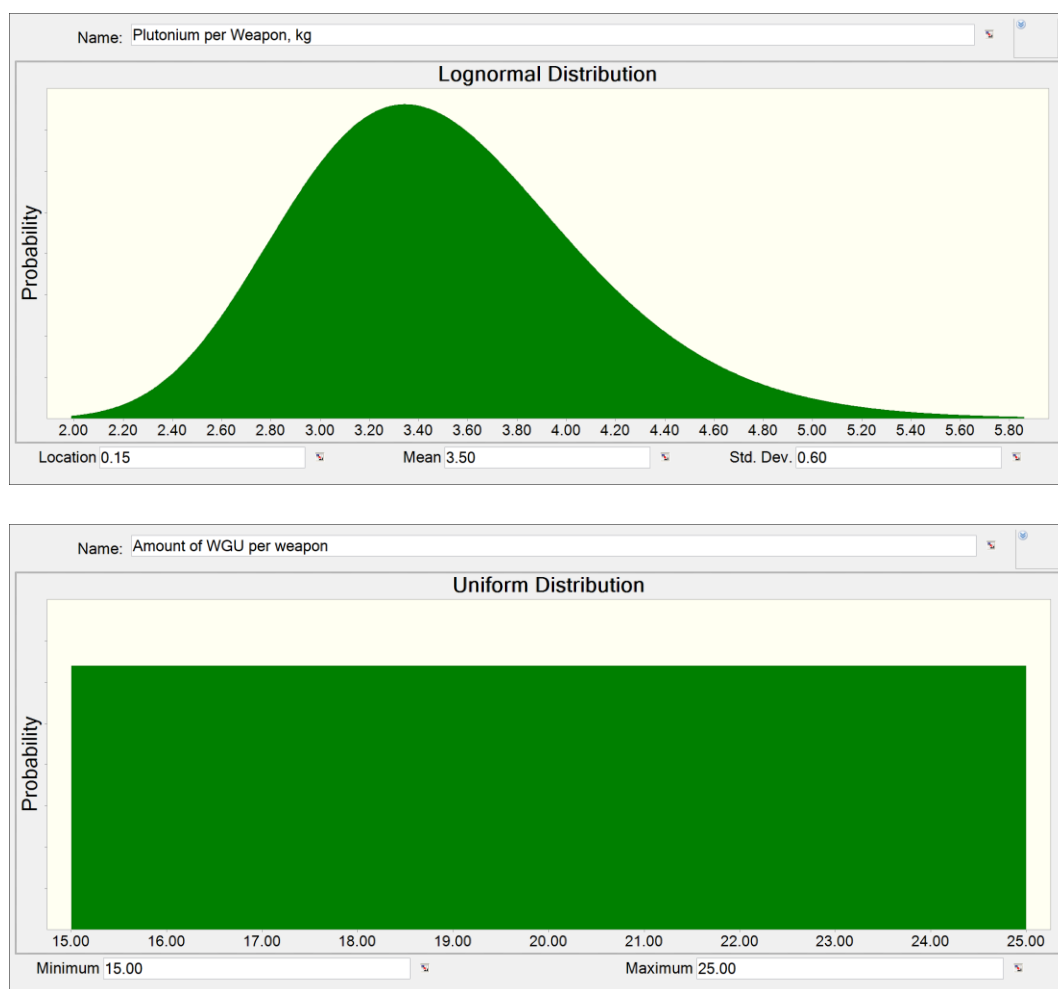 Name: Plutonium per Weapon, kg
Lognormal Distribution
Probability
2.00 2.20 2.40 2.60 2.80 3.00 3.20 3.40 3.60 3.80 4.00 4.20 4.40 4.60 4.80 5.00 5.20 5.40 5.60 5.80
Location 0.15 Mean 3.50 Std. Dev. 0.60
Name: Amount of WGU per weapon
Uniform Distribution
Probability
15.00 16.00 17.00 18.00 19.00 20.00 21.00 22.00 23.00 24.00 25.00
Minimum 15.00 Maximum 25.00